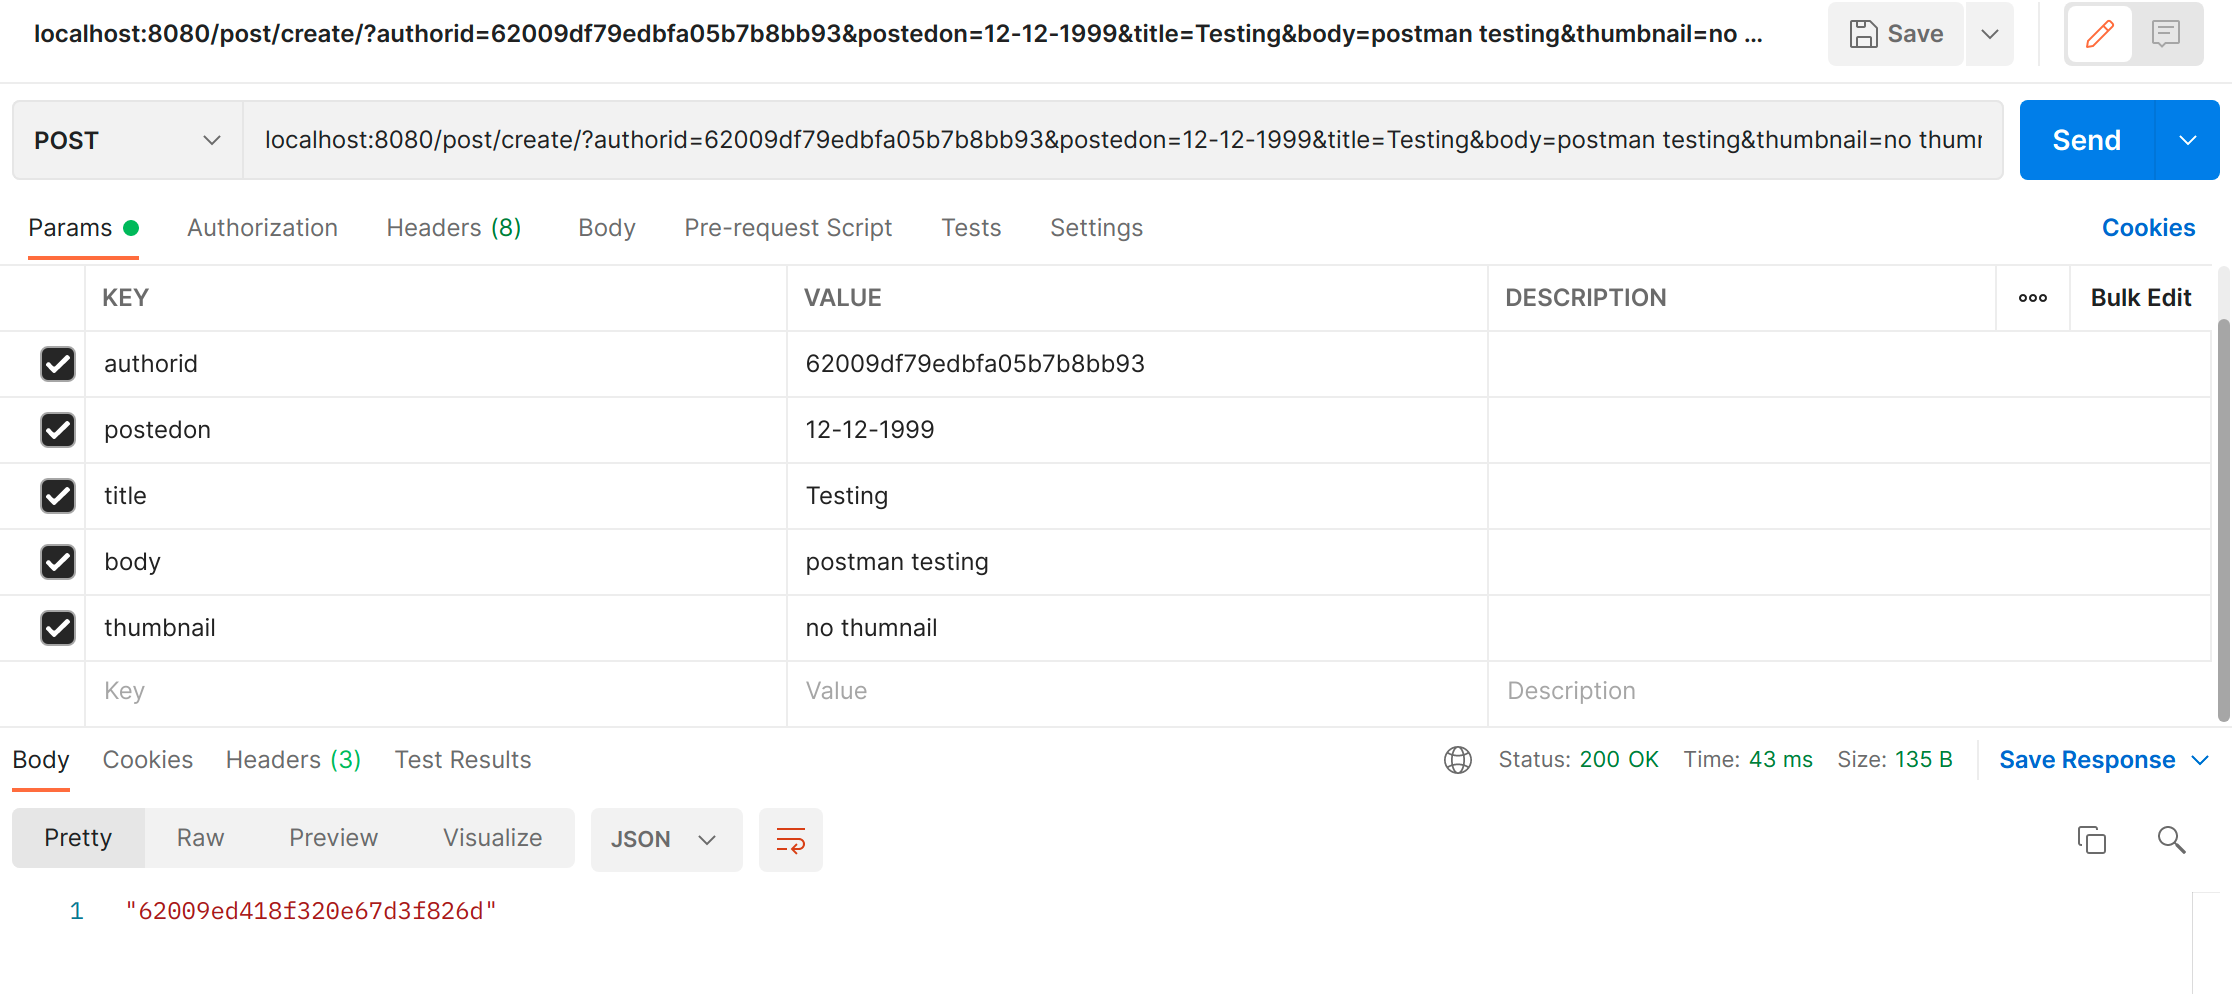 localhost:8080/post/create/?authorid=62009df79edbfa05b7b8bb93&postedon=12-12-1999&title=Testing&body=postman testing&thumbnail=no ...
Save
POST
localhost:8080/post/create/?authorid=62009df79edbfa05b7b8bb93&postedon=12-12-1999&title=Testing&body=postman testing&thumbnail=no thumn
Send
Params Authorization Headers (8) Body Pre-request Script Tests Settings Cookies
KEY VALUE DESCRIPTION ooo Bulk Edit
authorid 62009df79edbfa05b7b8bb93
postedon 12-12-1999
title Testing
body postman testing
thumbnail no thumnail
Key Value Description
Body Cookies Headers (3) Test Results Status: 200 OK Time: 43 ms Size: 135 B Save Response
Pretty Raw Preview Visualize JSON
1 "62009ed418f320e67d3f826d"